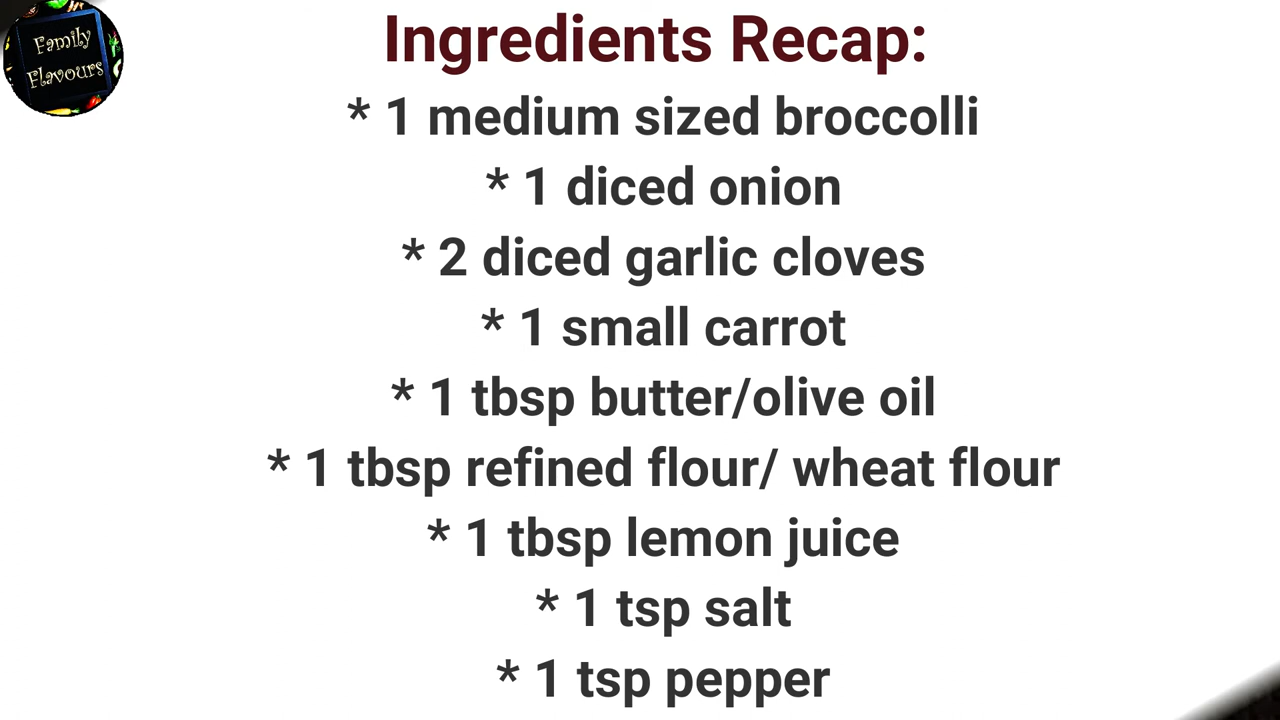 Family
Flavours
Ingredients Recap:
* 1 medium sized broccolli
* 1 diced onion
* 2 diced garlic cloves
* 1 small carrot
* 1 tbsp butter/olive oil
* 1 tbsp refined flour/ wheat flour
* 1 tbsp lemon juice
* 1 tsp salt
* 1 tsp pepper